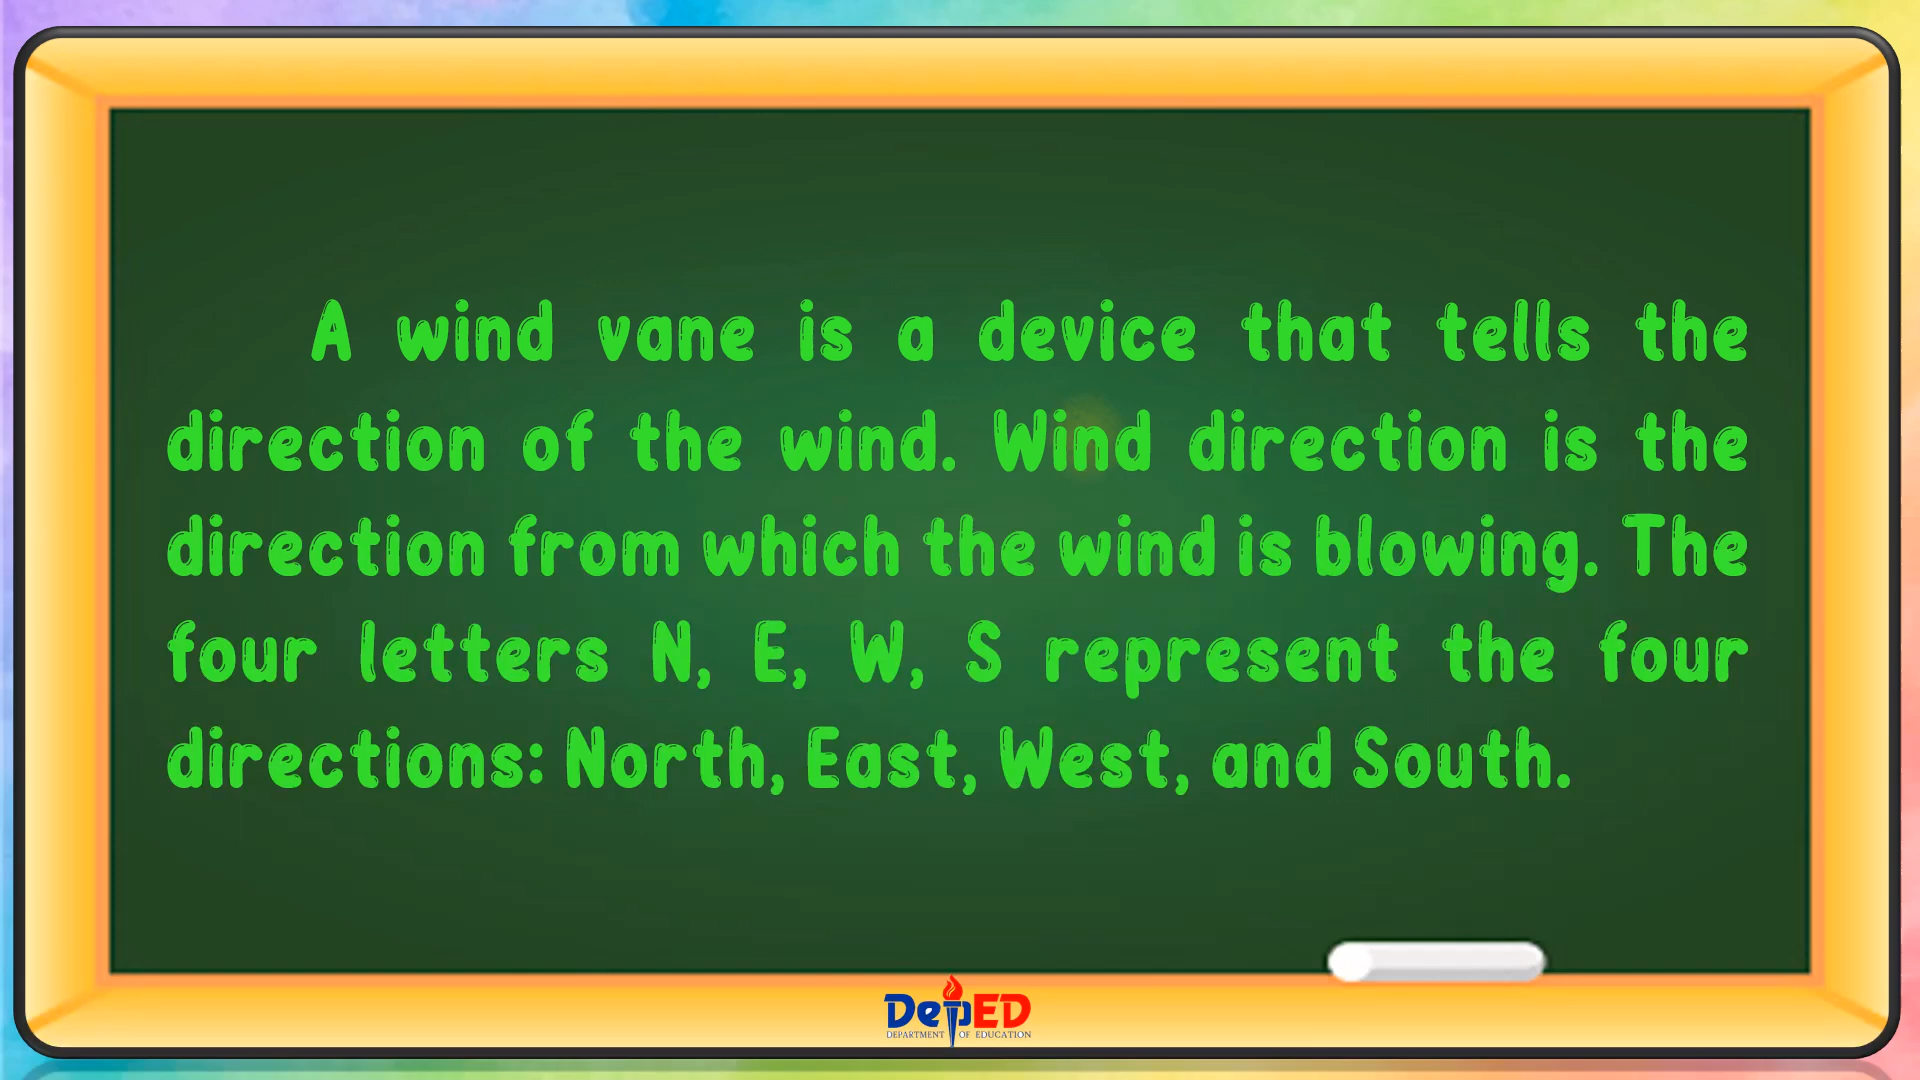 A wind vane is a device that tells the
direction of the wind. Wind direction is the
direction from which the wind is blowing. The
four letters N, E, W, S represent the four
directions: North, East, West, and South.
DepED
DEPARTMENT OF EDUCATION